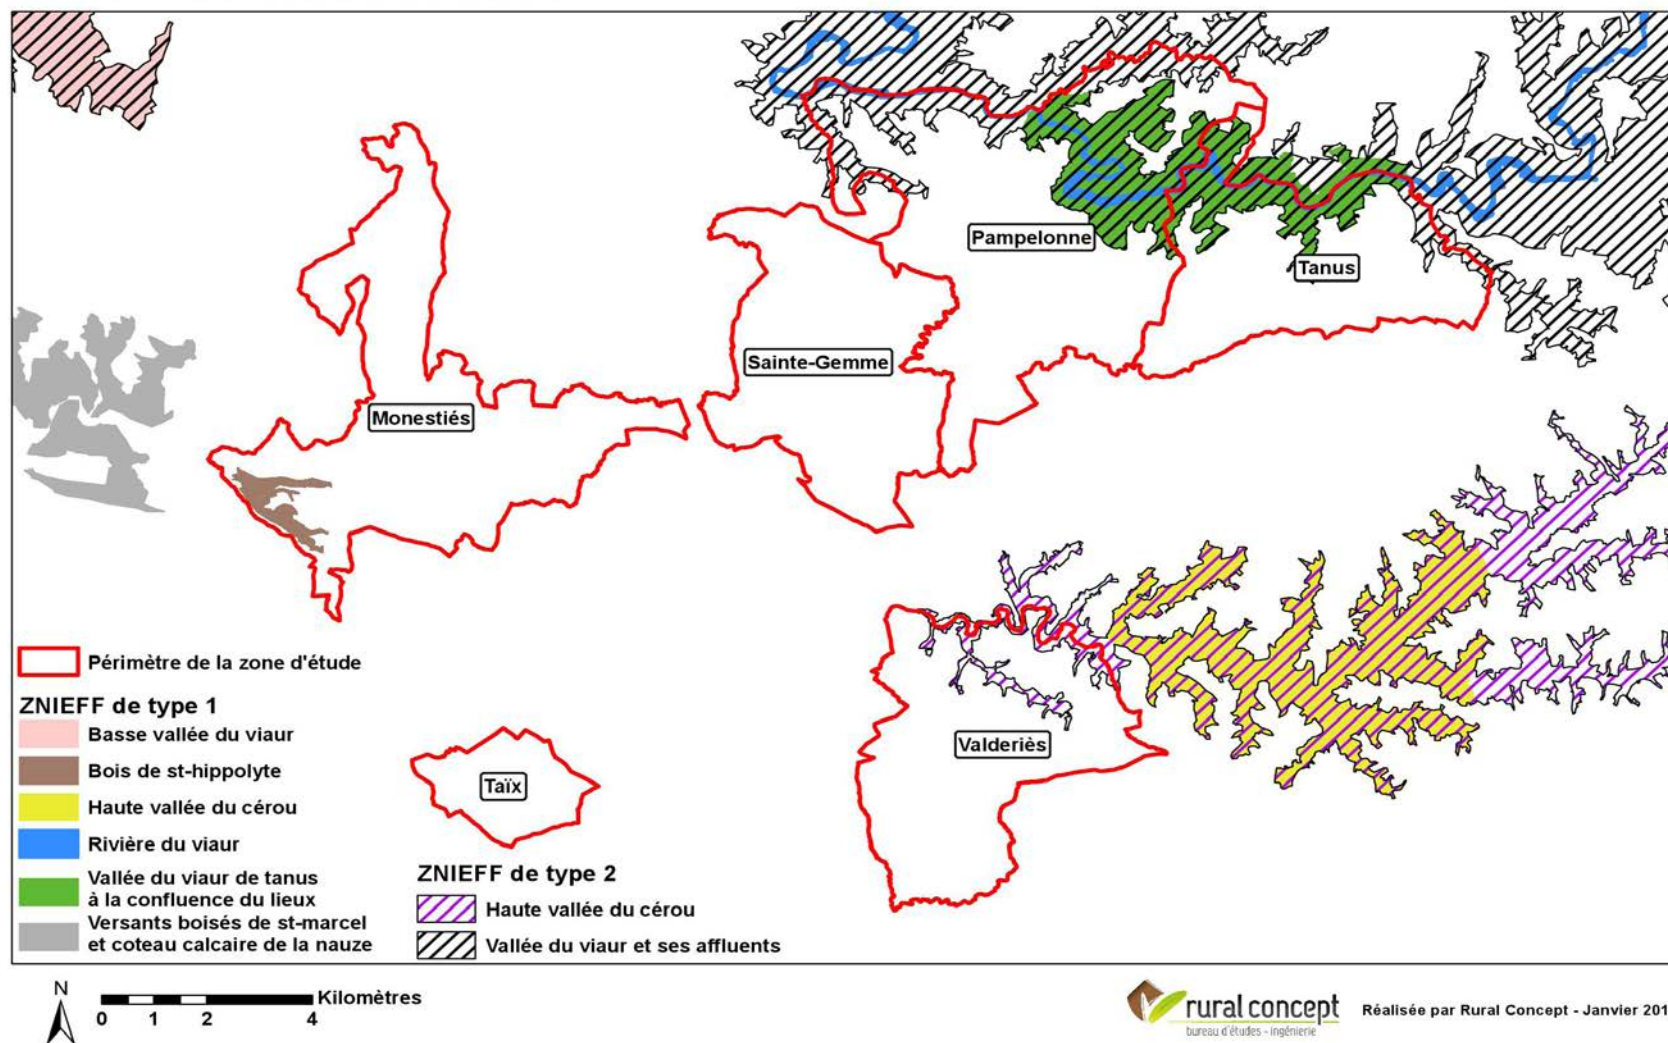 Pampelonne
Tanus
Sainte-Gemme
Monestiés
Valderiès
Taïx
Périmètre de la zone d'étude
ZNIEFF de type 1
Basse vallée du viaur
Bois de st-hippolyte
Haute vallée du cérou
Rivière du viaur
Vallée du viaur de tanus
à la confluence du lieux
Versants boisés de st-marcel
et coteau calcaire de la nauze
ZNIEFF de type 2
Haute vallée du cérou
Vallée du viaur et ses affluents
N
Kilomètres
0 1 2 4
rural concept
bureau d'études - ingénierie
Réalisée par Rural Concept - Janvier 201